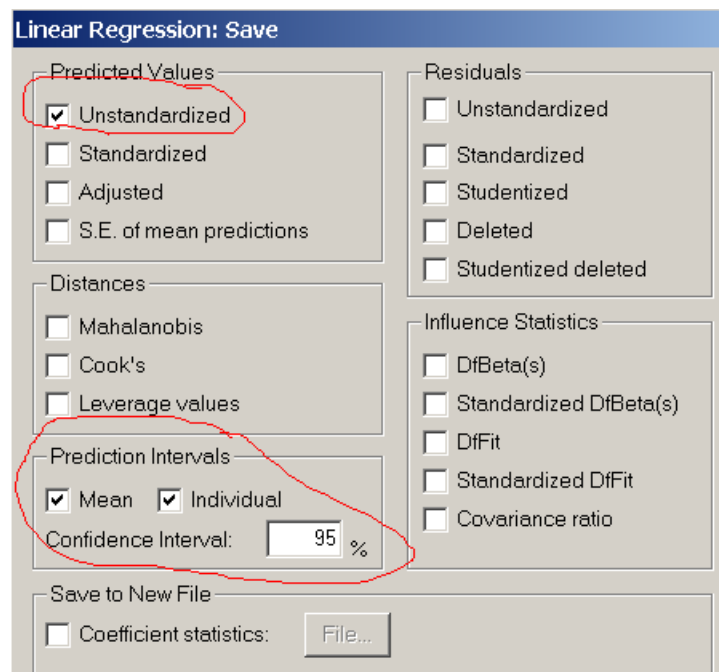 Linear Regression: Save
Predicted Values
Unstandardized
Standardized
Adjusted
S.E. of mean predictions
Distances
Mahalanobis
Cook's
Leverage values
Prediction Intervals
Mean Individual
Confidence Interval: 95 %
Residuals
Unstandardized
Standardized
Studentized
Deleted
Studentized deleted
Influence Statistics
DfBeta(s)
Standardized DfBeta(s)
DfFit
Standardized DfFit
Covariance ratio
Save to New File
Coefficient statistics: File...